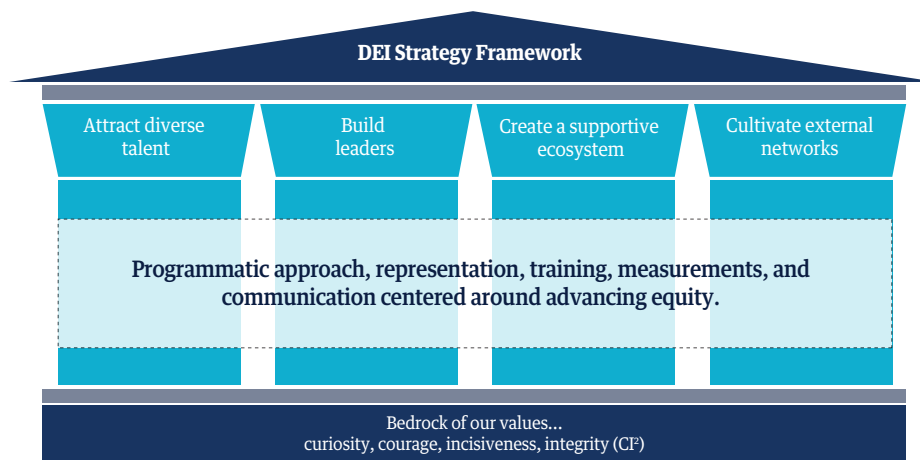 DEI Strategy Framework
Attract diverse
talent
Build
leaders
Create a supportive
ecosystem
Cultivate external
networks
Programmatic approach, representation, training, measurements, and
communication centered around advancing equity.
Bedrock of our values...
curiosity, courage, incisiveness, integrity (CI²)